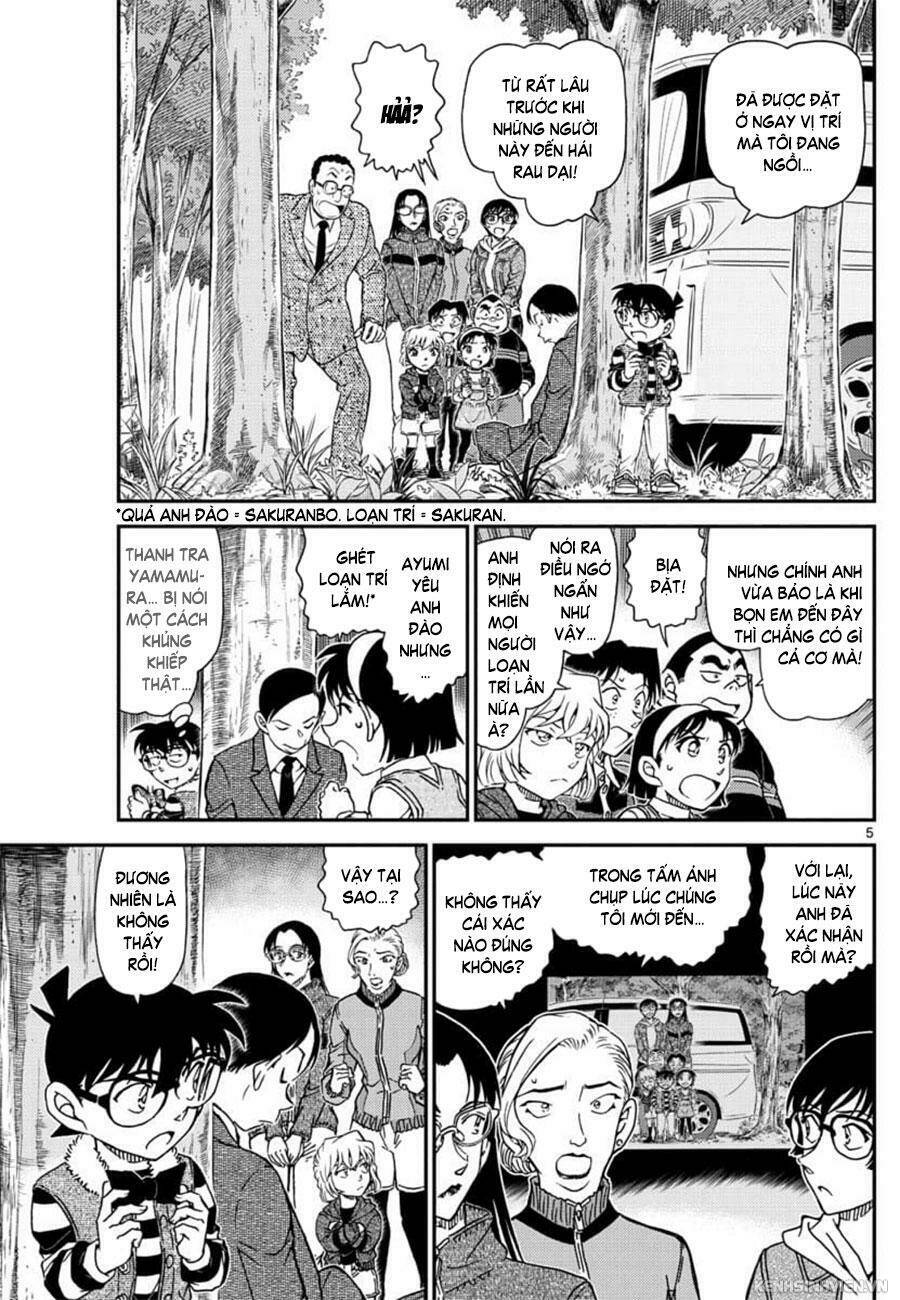 ĐÃ ĐƯỢC ĐẶT
Ở NGAY VỊ TRÍ
MÀ TÔI ĐANG
NGỒI...
TỪ RẤT LÂU
TRƯỚC KHI
NHỮNG NGƯỜI
NÀY ĐẾN HÁI
RAU DẠI!
HẢẢ?
*QUẢ ANH ĐÀO = SAKURANBO. LOẠN TRÍ = SAKURAN.
NHƯNG CHÍNH ANH
VỪA BẢO LÀ KHI
BỌN EM ĐẾN ĐÂY
THÌ CHẲNG CÓ GÌ
CẢ CƠ MÀ!
BỊA
ĐẶT!
NÓI RA
ĐIỀU NGỚ
NGẨN NHƯ
VẬY...
ANH
ĐỊNH KHIẾN
MỌI
NGƯỜI
LOẠN
TRÍ LẦN
NỮA
À?
AYUMI
YÊU
ANH
ĐÀO
NHƯNG
...
GHÉT
LOẠN TRÍ
LẮM!*
THANH TRA
YAMAMU-
RA... BỊ NÓI
MỘT CÁCH
KHỦNG
KHIẾP
THẬT...
5
VỚI LẠI,
LÚC NÃY
ANH ĐÃ
XÁC NHẬN
RỒI MÀ?
TRONG TẤM ẢNH
CHỤP LÚC CHÚNG
TÔI MỚI ĐẾN...
KHÔNG THẤY
CÁI XÁC
NÀO ĐÚNG
KHÔNG?
VẬY TẠI
SAO...?
ĐƯƠNG
NHIÊN LÀ
KHÔNG
THẤY
RỒI!
KENHSINHVIEN.VN